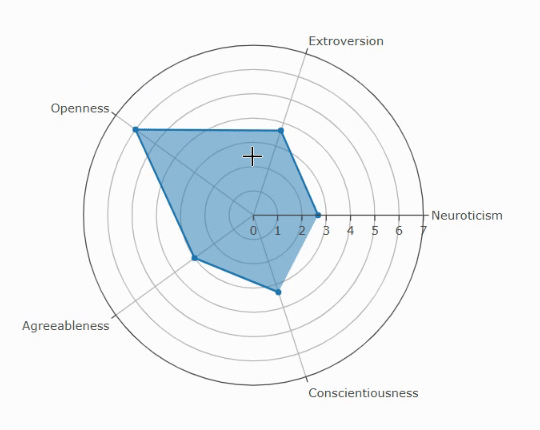 Extroversion
Openness
Neuroticism
0 1 2 3 4 5 6 7
Agreeableness
Conscientiousness